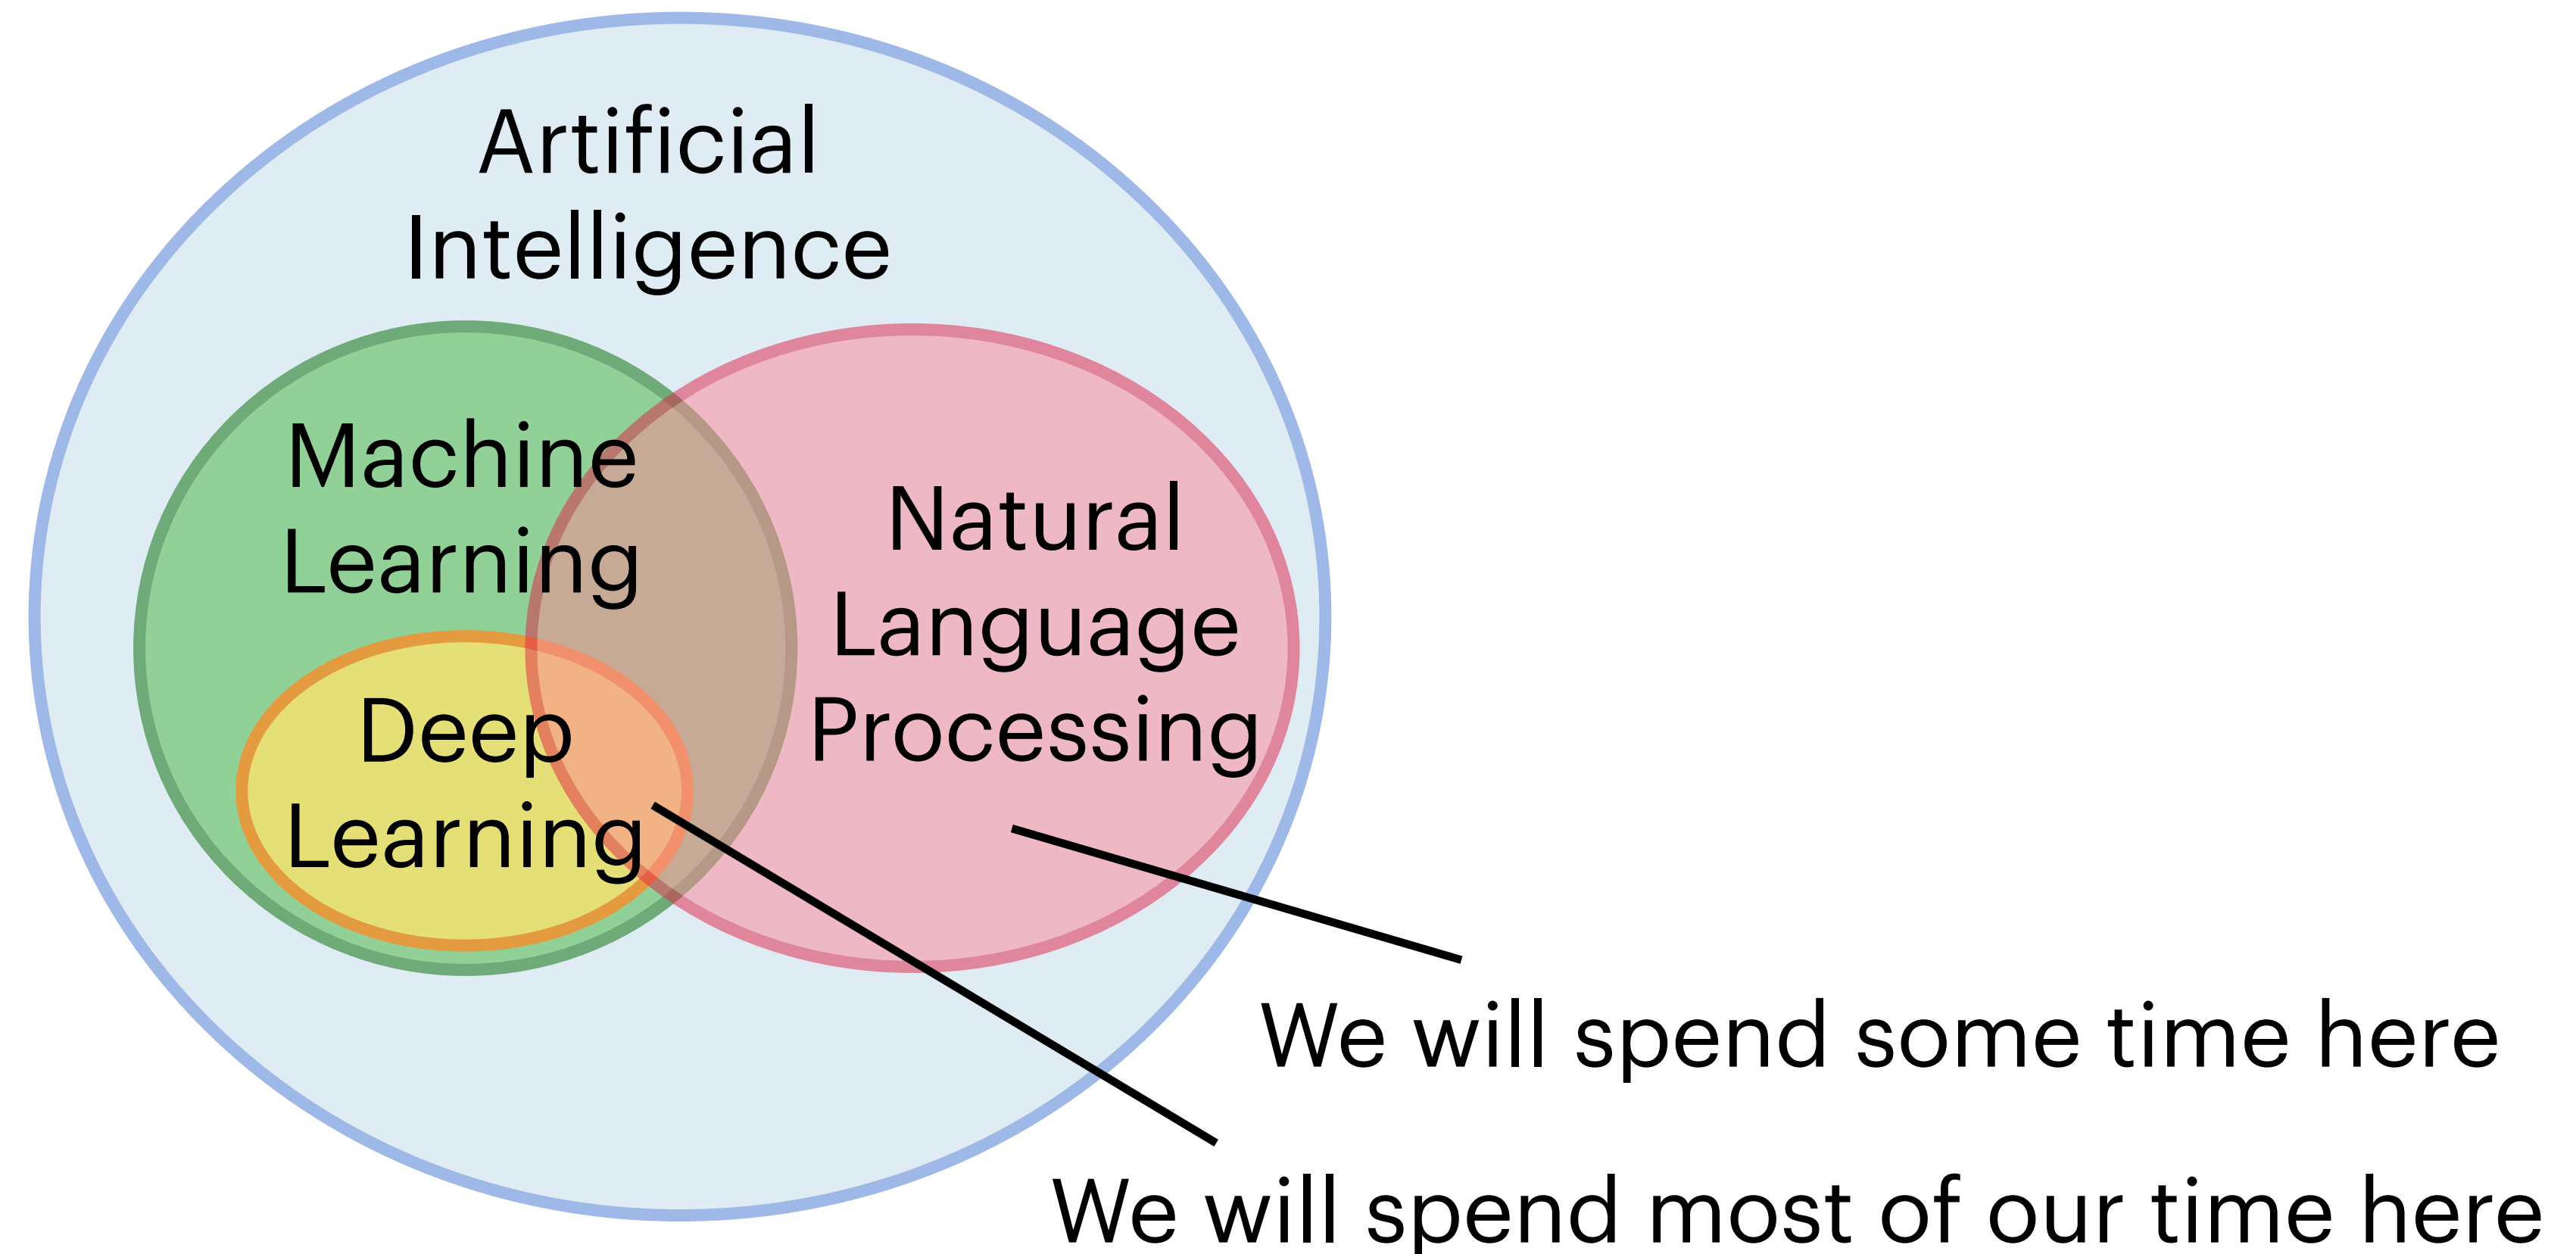 Artificial
Intelligence
Machine
Learning
Natural
Language
Processing
Deep
Learning
We will spend some time here
We will spend most of our time here